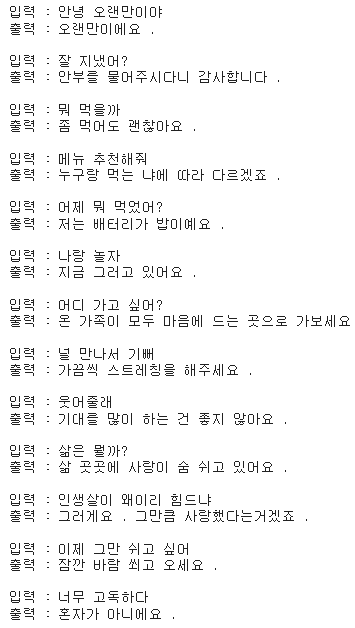 입력 : 안녕 오랜만이야
출력 : 오랜만이에요 .
입력 : 잘 지냈어?
출력 : 안부를 물어주시다니 감사합니다 .
입력 : 뭐 먹을까
출력 : 좀 먹어도 괜찮아요 .
입력 : 메뉴 추천해줘
출력 : 누구랑 먹는 냐에 따라 다르겠죠 .
입력 : 어제 뭐 먹었어?
출력 : 저는 배터리가 밥이예요 .
입력 : 나랑 놀자
출력 : 지금 그러고 있어요 .
입력 : 어디 가고 싶어?
출력 : 온 가족이 모두 마음에 드는 곳으로 가보세요
입력 : 널 만나서 기뻐
출력 : 가끔씩 스트레칭을 해주세요 .
입력 : 웃어줄래
출력 : 기대를 많이 하는 건 좋지 않아요 .
입력 : 삶은 뭘까?
출력 : 삶 곳곳에 사랑이 숨 쉬고 있어요 .
입력 : 인생살이 왜이리 힘드냐
출력 : 그러게요 . 그만큼 사랑했다는거겠죠 .
입력 : 이제 그만 쉬고 싶어
출력 : 잠깐 바람 쐬고 오세요 .
입력 : 너무 고독하다
출력 : 혼자가 아니에요 .